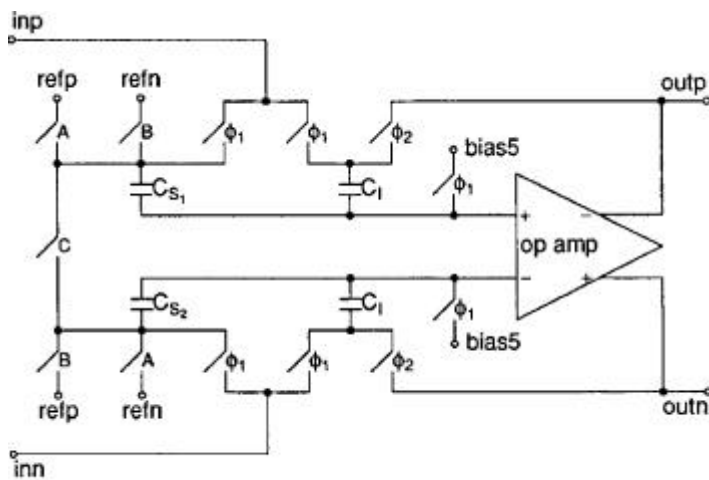 inp
refp refn outp
A B ϕ1 ϕ1 ϕ2 bias5
CS1 CI ϕ1
+ −
C op amp
− +
CS2 CI ϕ1
B A ϕ1 ϕ1 ϕ2 bias5
refp refn outn
inn